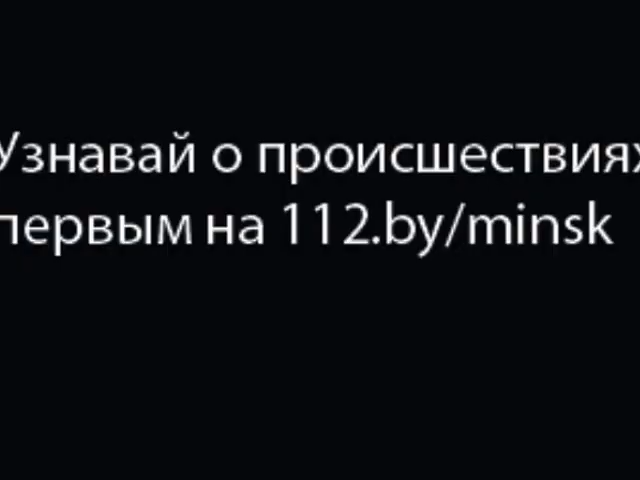 Узнавай о происшествиях
первым на 112.by/minsk